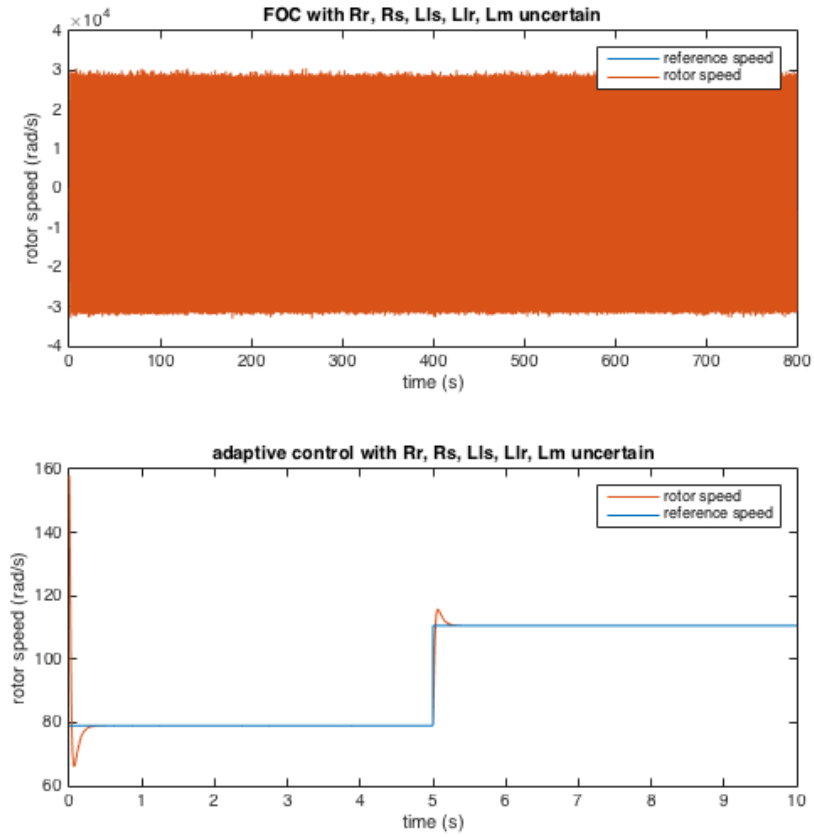 FOC with Rr, Rs, Lls, Llr, Lm uncertain
×10⁴
4
3
2
1
0
-1
-2
-3
-4
rotor speed (rad/s)
reference speed
rotor speed
0 100 200 300 400 500 600 700 800
time (s)
adaptive control with Rr, Rs, Lls, Llr, Lm uncertain
160
140
120
100
80
60
rotor speed (rad/s)
rotor speed
reference speed
0 1 2 3 4 5 6 7 8 9 10
time (s)